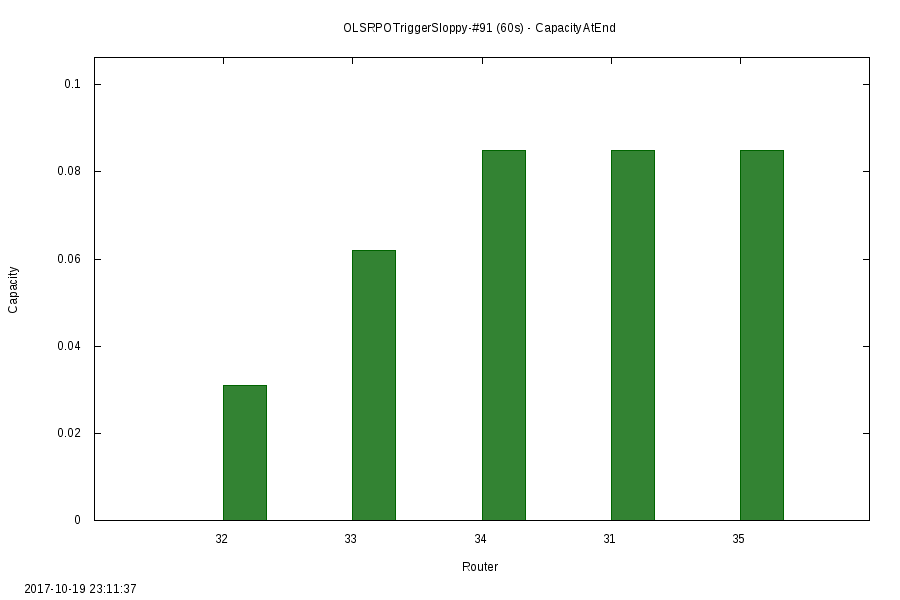 OLSRPOTriggerSloppy-#91 (60s) - CapacityAtEnd
0.1
0.08
0.06
0.04
0.02
0
Capacity
32 33 34 31 35
Router
2017-10-19 23:11:37